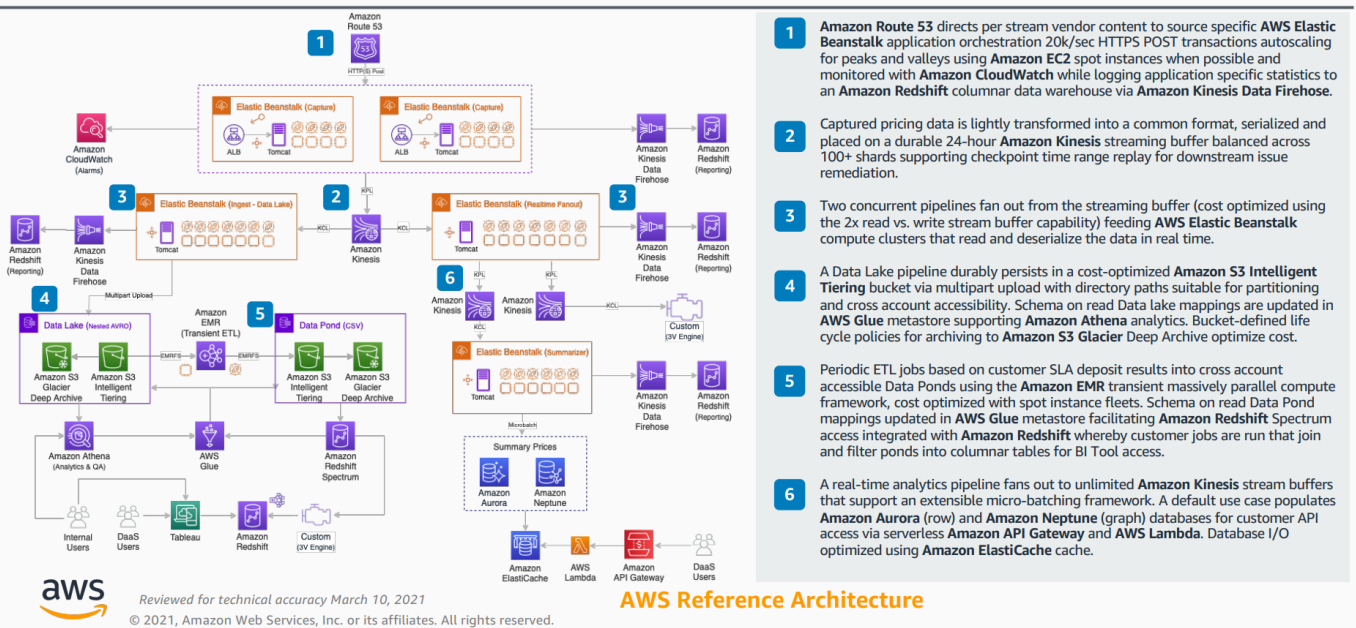 Amazon
Route 53
1
HTTP(S) Post
Elastic Beanstalk (Capture)
ALB
Tomcat
Elastic Beanstalk (Capture)
ALB
Tomcat
Amazon
CloudWatch
(Alarms)
Amazon
Kinesis
Data
Firehose
Amazon
Redshift
(Reporting)
KPL
3
Elastic Beanstalk (Ingest - Data Lake)
Tomcat
2
Elastic Beanstalk (Realtime Fanout)
Tomcat
3
Amazon
Redshift
(Reporting)
Amazon
Kinesis
Data
Firehose
KCL
Amazon
Kinesis
KCL
Amazon
Kinesis
Data
Firehose
Amazon
Redshift
(Reporting)
Multipart Upload
KPL
KPL
6
Amazon
Kinesis
Amazon
Kinesis
KCL
Custom
(3V Engine)
KCL
4
Data Lake (Nested AVRO)
Amazon S3
Glacier
Deep Archive
Amazon S3
Intelligent
Tiering
EMRFS
Amazon
EMR
(Transient ETL)
EMRFS
5
Data Pond (CSV)
Amazon S3
Intelligent
Tiering
Amazon S3
Glacier
Deep Archive
Elastic Beanstalk (Summarizer)
Tomcat
Amazon
Kinesis
Data
Firehose
Amazon
Redshift
(Reporting)
Microbatch
Amazon Athena
(Analytics & QA)
AWS
Glue
Amazon
Redshift
Spectrum
Summary Prices
Amazon
Aurora
Amazon
Neptune
Internal
Users
DaaS
Users
Tableau
Amazon
Redshift
Custom
(3V Engine)
Amazon
ElastiCache
AWS
Lambda
Amazon
API Gateway
DaaS
Users
1
Amazon Route 53 directs per stream vendor content to source specific AWS Elastic
Beanstalk application orchestration 20k/sec HTTPS POST transactions autoscaling
for peaks and valleys using Amazon EC2 spot instances when possible and
monitored with Amazon CloudWatch while logging application specific statistics to
an Amazon Redshift columnar data warehouse via Amazon Kinesis Data Firehose.
2
Captured pricing data is lightly transformed into a common format, serialized and
placed on a durable 24-hour Amazon Kinesis streaming buffer balanced across
100+ shards supporting checkpoint time range replay for downstream issue
remediation.
3
Two concurrent pipelines fan out from the streaming buffer (cost optimized using
the 2x read vs. write stream buffer capability) feeding AWS Elastic Beanstalk
compute clusters that read and deserialize the data in real time.
4
A Data Lake pipeline durably persists in a cost-optimized Amazon S3 Intelligent
Tiering bucket via multipart upload with directory paths suitable for partitioning
and cross account accessibility. Schema on read Data lake mappings are updated in
AWS Glue metastore supporting Amazon Athena analytics. Bucket-defined life
cycle policies for archiving to Amazon S3 Glacier Deep Archive optimize cost.
5
Periodic ETL jobs based on customer SLA deposit results into cross account
accessible Data Ponds using the Amazon EMR transient massively parallel compute
framework, cost optimized with spot instance fleets. Schema on read Data Pond
mappings updated in AWS Glue metastore facilitating Amazon Redshift Spectrum
access integrated with Amazon Redshift whereby customer jobs are run that join
and filter ponds into columnar tables for BI Tool access.
6
A real-time analytics pipeline fans out to unlimited Amazon Kinesis stream buffers
that support an extensible micro-batching framework. A default use case populates
Amazon Aurora (row) and Amazon Neptune (graph) databases for customer API
access via serverless Amazon API Gateway and AWS Lambda. Database I/O
optimized using Amazon ElastiCache cache.
aws
Reviewed for technical accuracy March 10, 2021
© 2021, Amazon Web Services, Inc. or its affiliates. All rights reserved.
AWS Reference Architecture